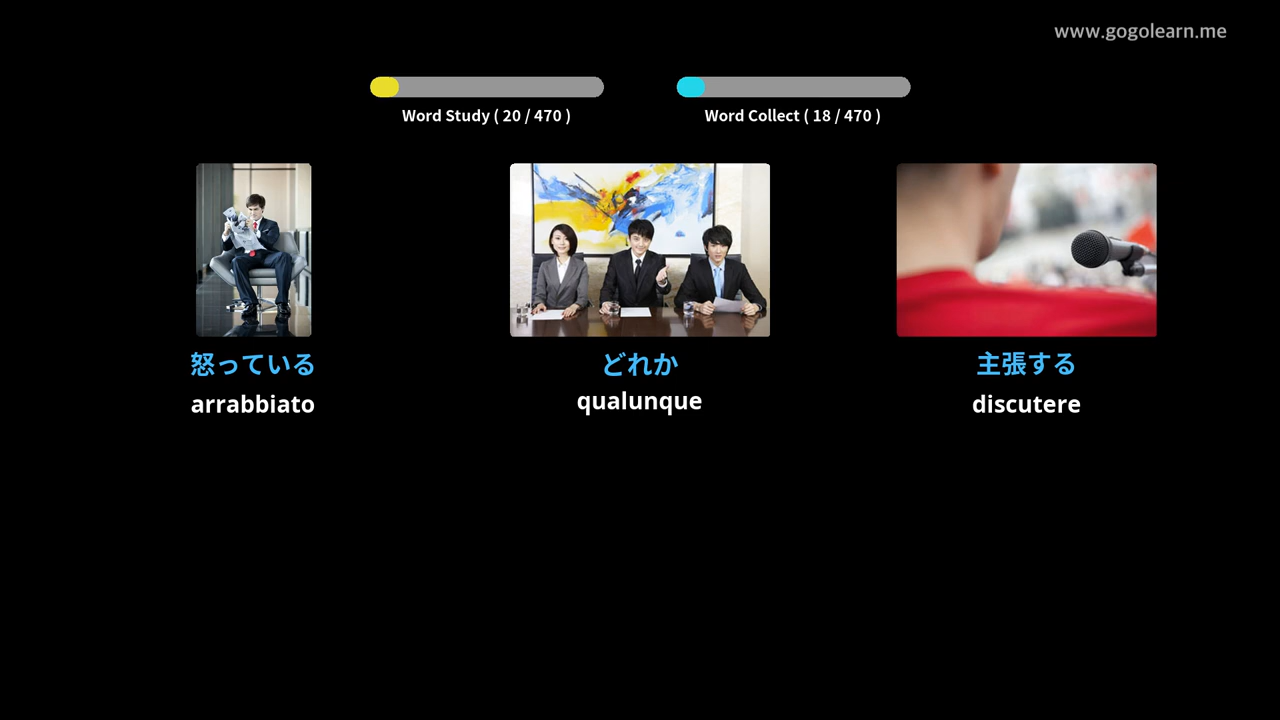 www.gogolearn.me
Word Study ( 20 / 470 )
Word Collect ( 18 / 470 )
怒っている
どれか
主張する
arrabbiato
qualunque
discutere